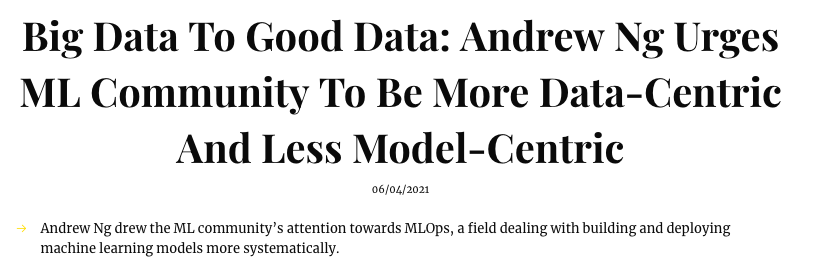 Big Data To Good Data: Andrew Ng Urges
ML Community To Be More Data-Centric
And Less Model-Centric
06/04/2021
→ Andrew Ng drew the ML community’s attention towards MLOps, a field dealing with building and deploying
machine learning models more systematically.